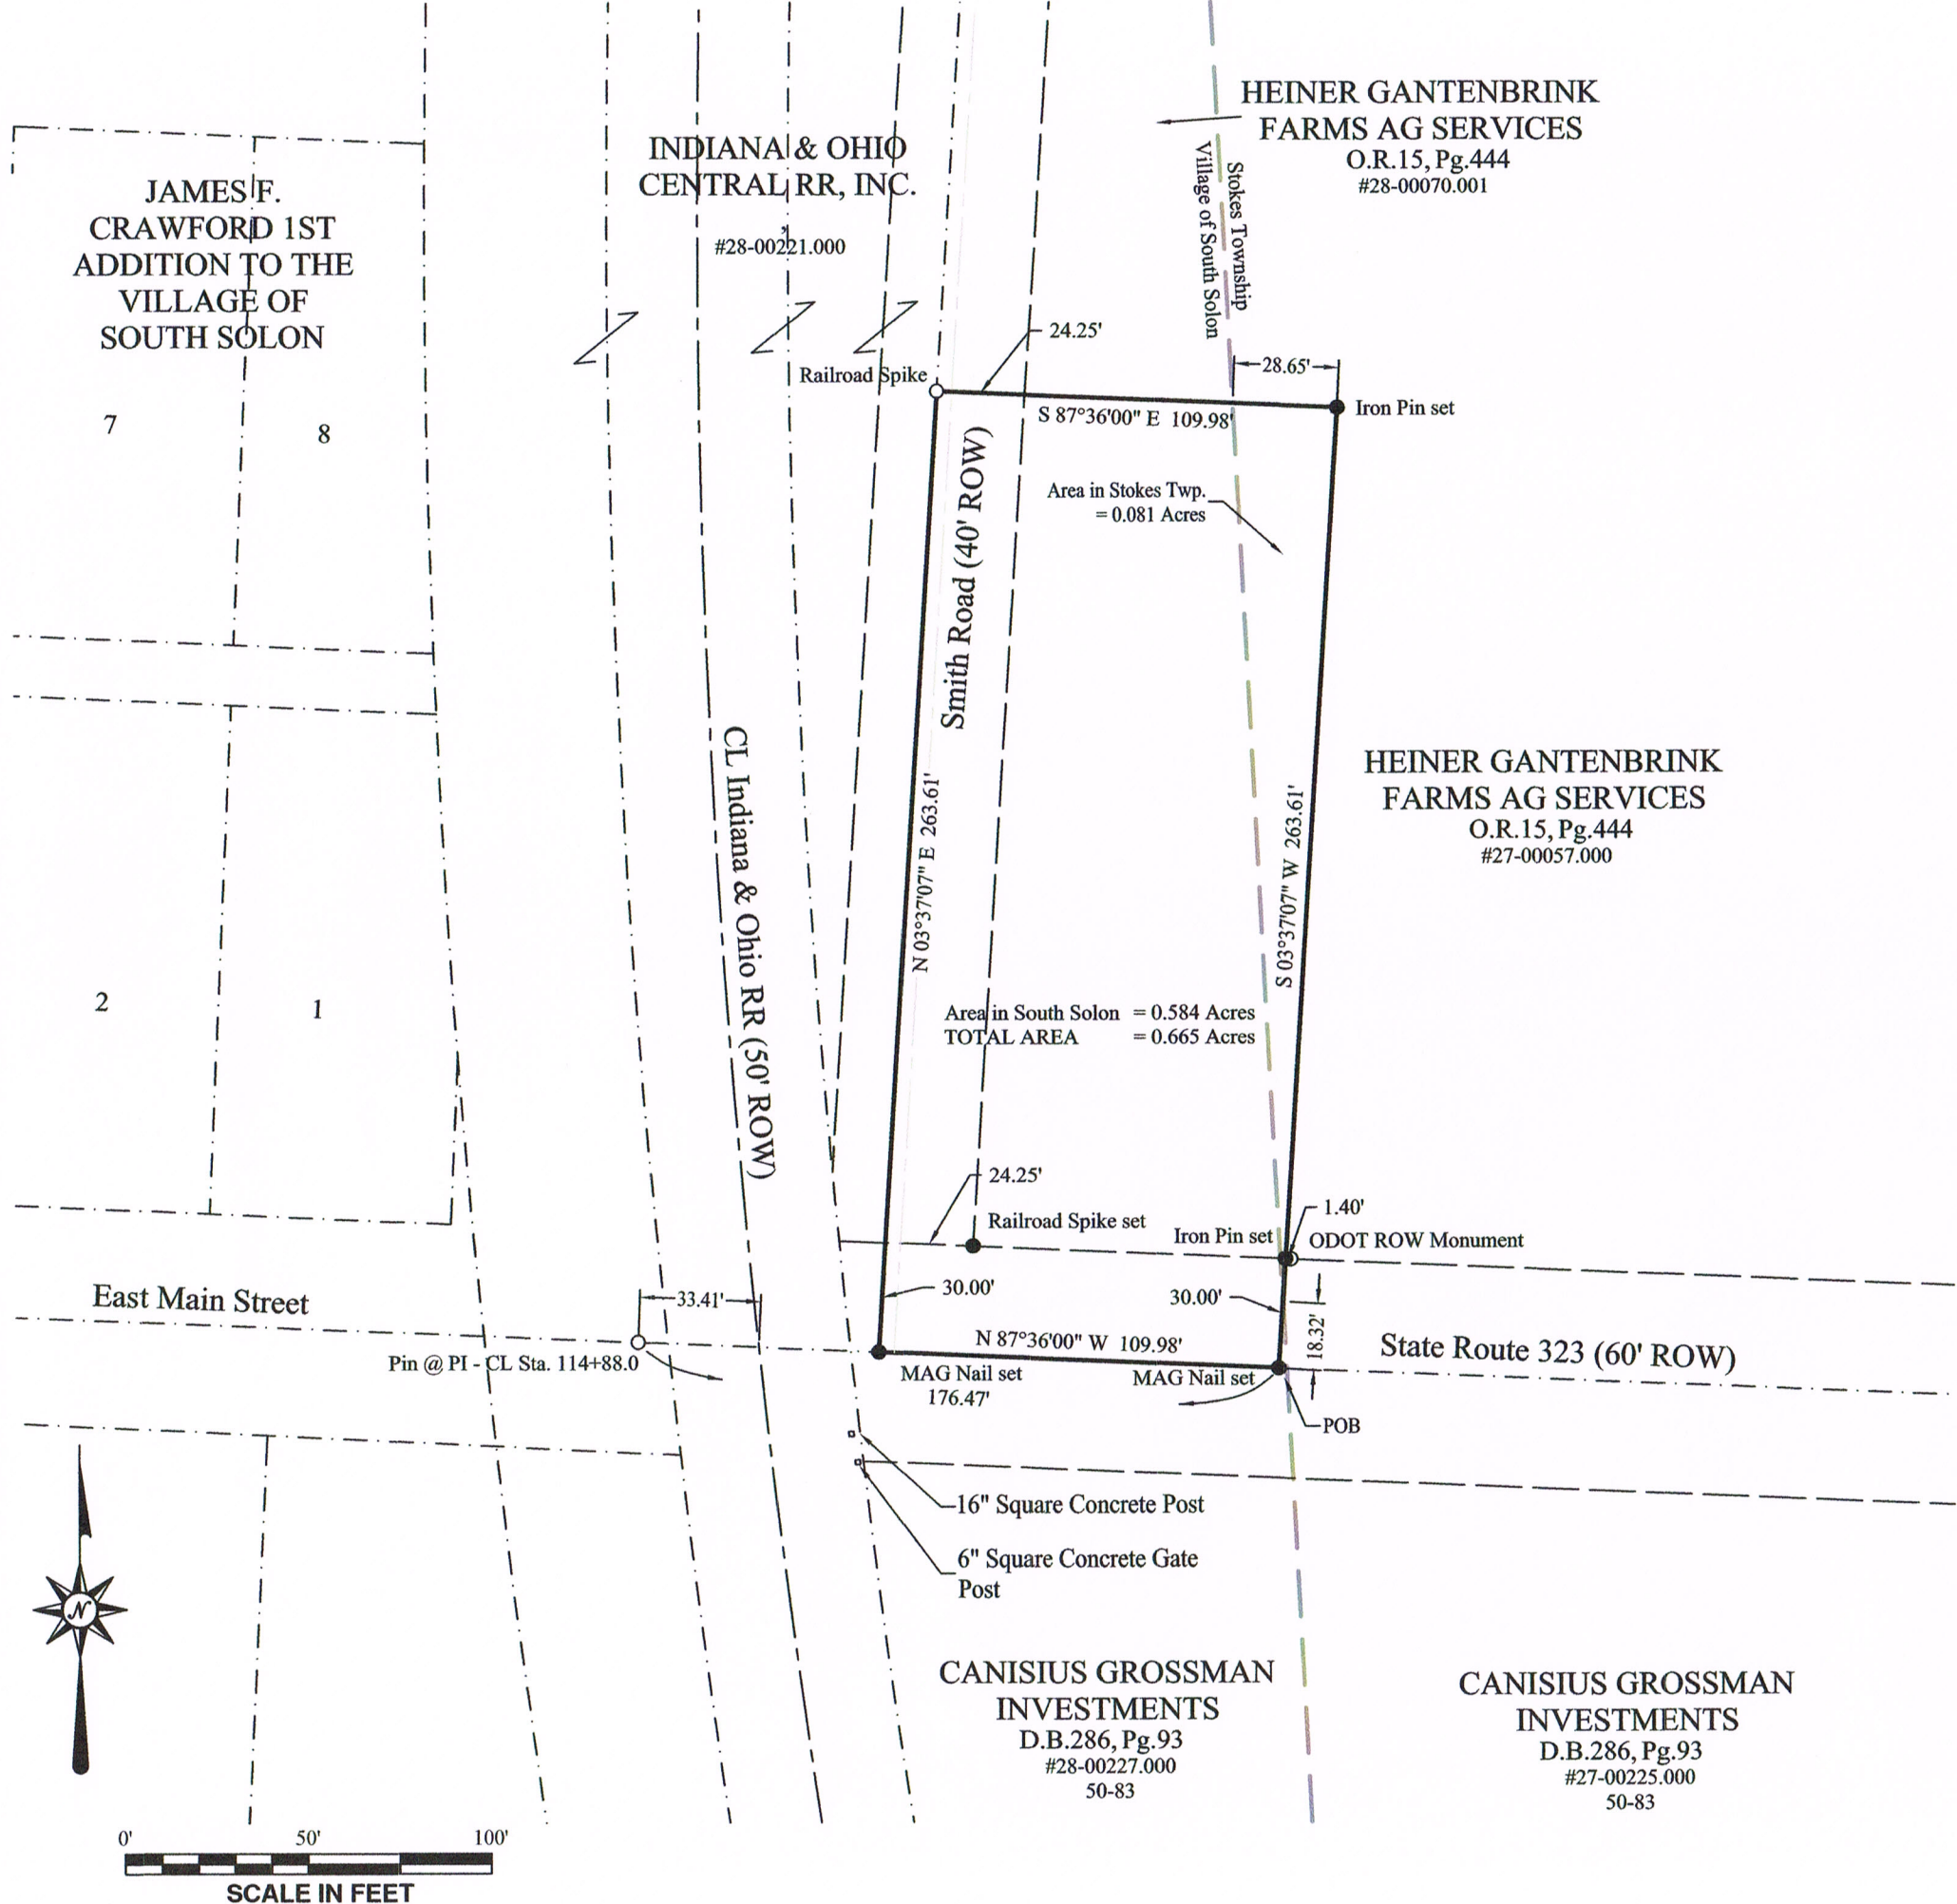 HEINER GANTENBRINK
FARMS AG SERVICES
O.R.15, Pg.444
#28-00070.001
INDIANA & OHIO
CENTRAL RR, INC.
#28-00221.000
JAMES F.
CRAWFORD 1ST
ADDITION TO THE
VILLAGE OF
SOUTH SOLON
Stokes Township
Village of South Solon
24.25'
28.65'
Railroad Spike
Iron Pin set
S 87°36'00" E 109.98'
7
8
Smith Road (40' ROW)
Area in Stokes Twp.
= 0.081 Acres
CL Indiana & Ohio RR (50' ROW)
N 03°37'07" E 263.61'
S 03°37'07" W 263.61'
HEINER GANTENBRINK
FARMS AG SERVICES
O.R.15, Pg.444
#27-00057.000
2
1
Area in South Solon = 0.584 Acres
TOTAL AREA = 0.665 Acres
24.25'
Railroad Spike set
Iron Pin set
1.40'
ODOT ROW Monument
East Main Street
33.41'
30.00'
30.00'
18.32'
Pin @ PI - CL Sta. 114+88.0
N 87°36'00" W 109.98'
State Route 323 (60' ROW)
MAG Nail set
176.47'
MAG Nail set
POB
16" Square Concrete Post
6" Square Concrete Gate
Post
N
CANISIUS GROSSMAN
INVESTMENTS
D.B.286, Pg.93
#28-00227.000
50-83
CANISIUS GROSSMAN
INVESTMENTS
D.B.286, Pg.93
#27-00225.000
50-83
0' 50' 100'
SCALE IN FEET